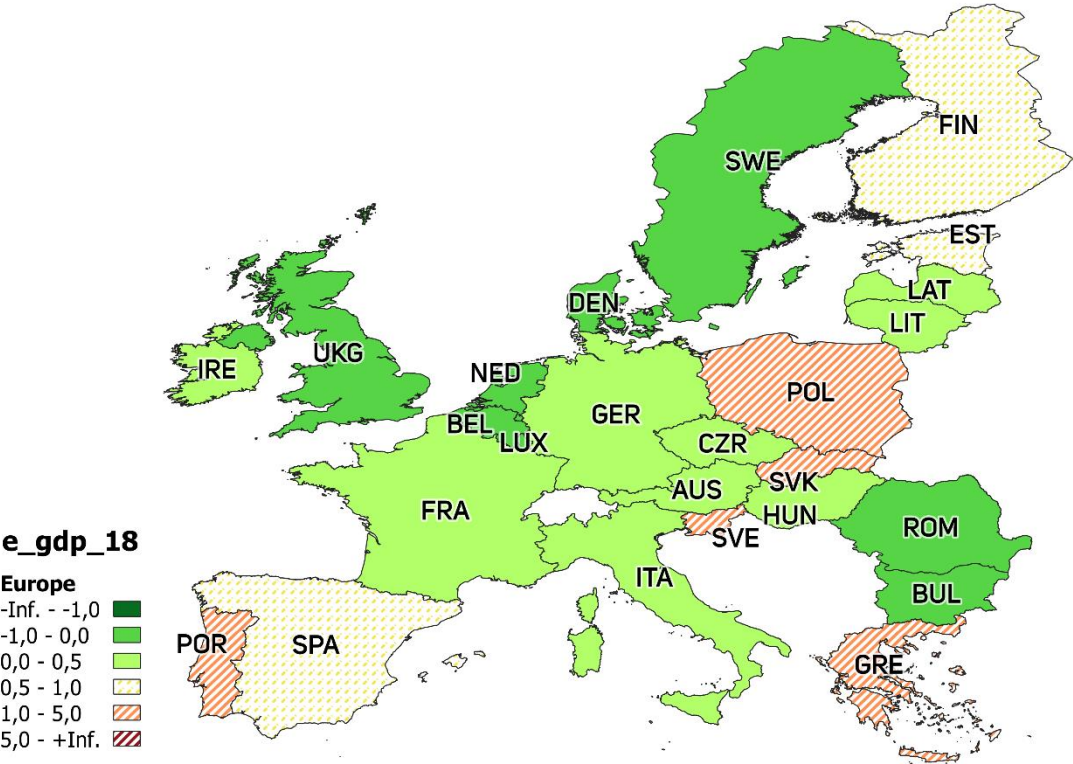 FIN
SWE
EST
LAT
DEN
LIT
UKG
IRE
NED
POL
GER
BEL
LUX
CZR
SVK
AUS
FRA
HUN
ROM
SVE
e_gdp_18
ITA
Europe
BUL
-Inf. - -1,0
-1,0 - 0,0
POR
SPA
0,0 - 0,5
GRE
0,5 - 1,0
1,0 - 5,0
5,0 - +Inf.